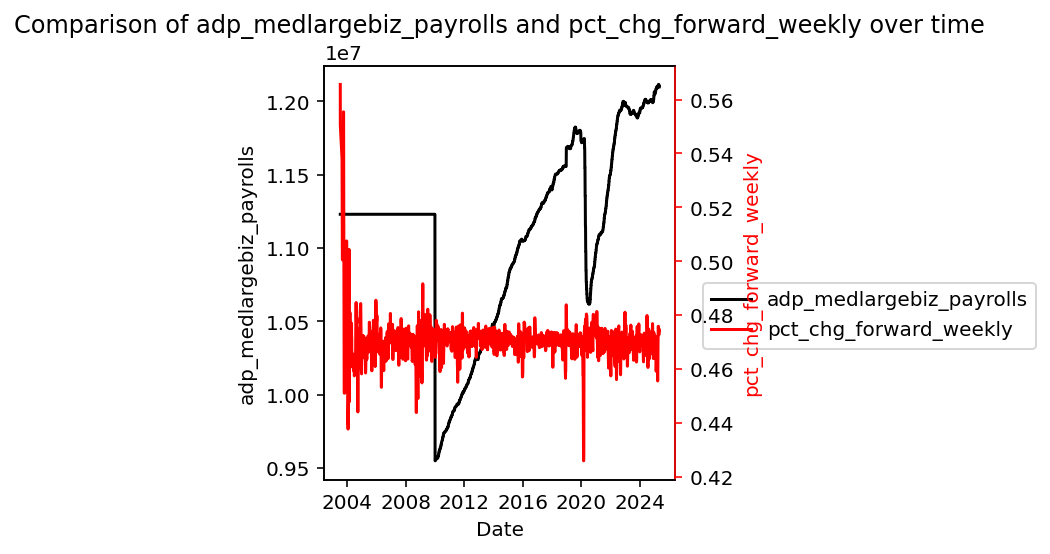 Comparison of adp_medlargebiz_payrolls and pct_chg_forward_weekly over time
1e7
adp_medlargebiz_payrolls
1.20
1.15
1.10
1.05
1.00
0.95
2004 2008 2012 2016 2020 2024
Date
0.56
0.54
0.52
0.50
0.48
0.46
0.44
0.42
pct_chg_forward_weekly
adp_medlargebiz_payrolls
pct_chg_forward_weekly